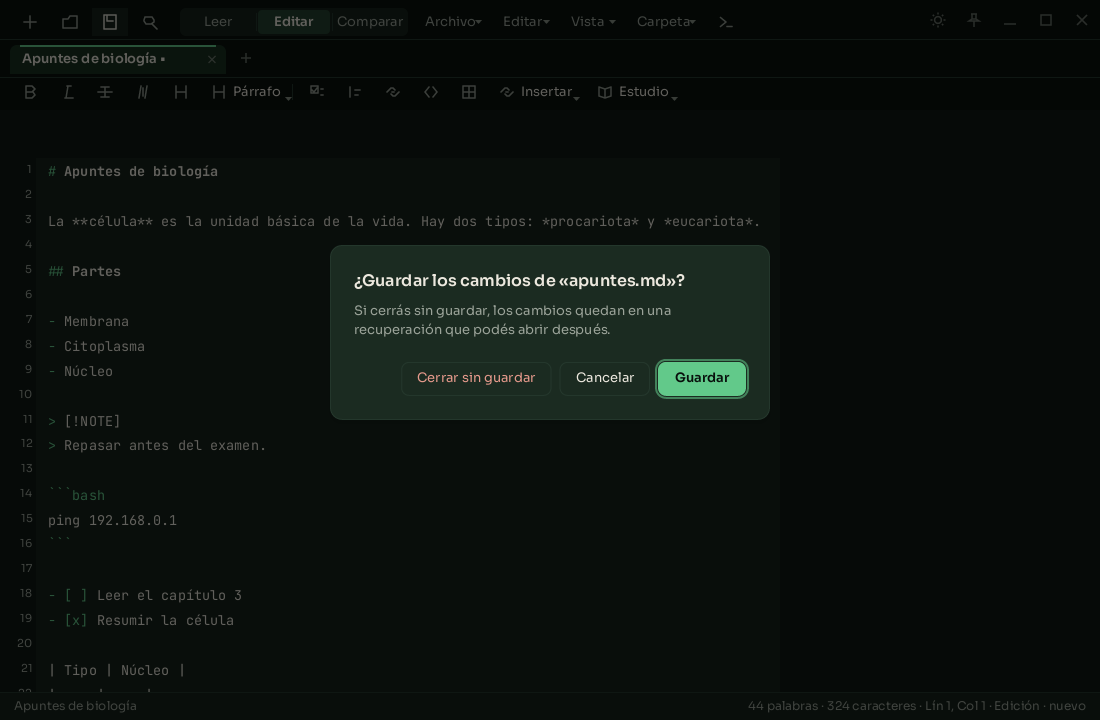 Leer Editar Comparar Archivo Editar Vista Carpeta
Apuntes de biología •
B I H H Párrafo Insertar Estudio
1 # Apuntes de biología
2
3 La **célula** es la unidad básica de la vida. Hay dos tipos: *procariota* y *eucariota*.
4
5 ## Partes
6
7 - Membrana
8 - Citoplasma
9 - Núcleo
10
11 > [!NOTE]
12 > Repasar antes del examen.
13
14 ```bash
15 ping 192.168.0.1
16 ```
17
18 - [ ] Leer el capítulo 3
19 - [x] Resumir la célula
20
21 | Tipo | Núcleo |
¿Guardar los cambios de «apuntes.md»?
Si cerrás sin guardar, los cambios quedan en una
recuperación que podés abrir después.
Cerrar sin guardar Cancelar Guardar
Apuntes de biología 44 palabras · 324 caracteres · Lín 1, Col 1 · Edición · nuevo